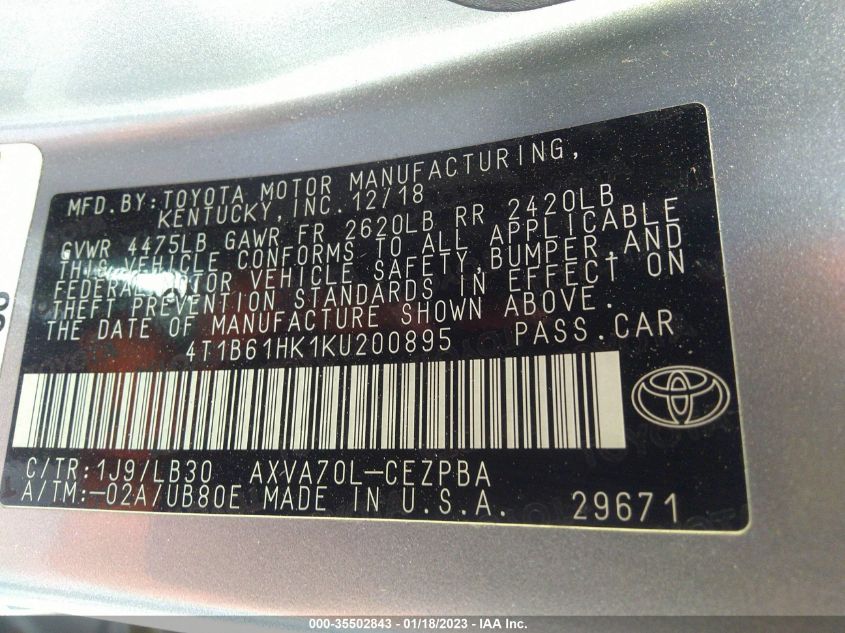 MFD.BY:TOYOTA MOTOR MANUFACTURING,
KENTUCKY,INC.12/18
GVWR 4475LB GAWR FR 2620LB RR 2420LB
THIS VEHICLE CONFORMS TO ALL APPLICABLE
FEDERAL MOTOR VEHICLE SAFETY,BUMPER,AND
THEFT PREVENTION STANDARDS IN EFFECT ON
THE DATE OF MANUFACTURE SHOWN ABOVE.
4T1B61HK1KU200895 PASS.CAR
C/TR:1J9/LB30 AXVA70L-CEZPBA
A/TM:-02A/UB80E MADE IN U.S.A. 29671
000-35502843 - 01/18/2023 - IAA Inc.